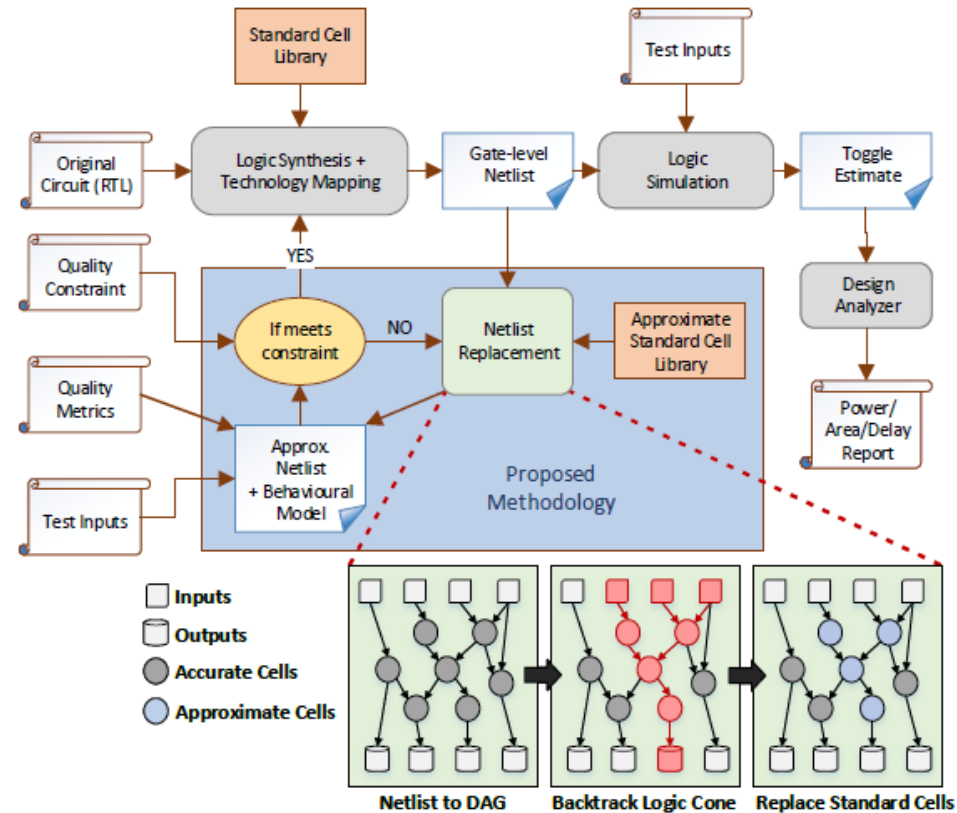 Standard Cell
Library
Test Inputs
Original
Circuit (RTL)
Logic Synthesis +
Technology Mapping
Gate-level
Netlist
Logic
Simulation
Toggle
Estimate
YES
Quality
Constraint
If meets
constraint
NO
Netlist
Replacement
Approximate
Standard Cell
Library
Design
Analyzer
Quality
Metrics
Approx.
Netlist
+ Behavioural
Model
Proposed
Methodology
Power/
Area/Delay
Report
Test Inputs
Inputs
Outputs
Accurate Cells
Approximate Cells
Netlist to DAG
Backtrack Logic Cone
Replace Standard Cells